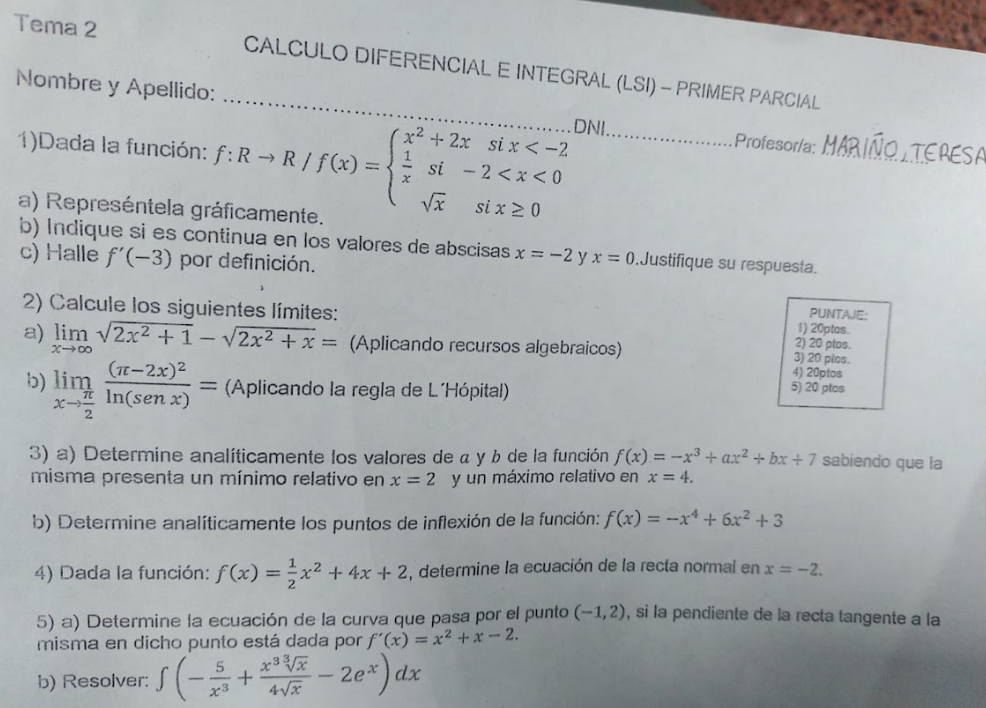 Tema 2
CALCULO DIFERENCIAL E INTEGRAL (LSI) – PRIMER PARCIAL
Nombre y Apellido: ................................................DNI......................Profesor/a: MARIÑO, TERESA
1)Dada la función: f: R → R / f(x) = { x² + 2x si x < −2
1/x si − 2 < x < 0
√x si x ≥ 0
a) Represéntela gráficamente.
b) Indique si es continua en los valores de abscisas x = −2 y x = 0.Justifique su respuesta.
c) Halle f´(−3) por definición.
2) Calcule los siguientes límites:
a) lim x→∞ √(2x² + 1) − √(2x² + x) = (Aplicando recursos algebraicos)
b) lim x→π/2 (π−2x)²/ln(sen x) = (Aplicando la regla de L´Hópital)
PUNTAJE:
1) 20ptos.
2) 20 ptos.
3) 20 ptos.
4) 20ptos
5) 20 ptos
3) a) Determine analíticamente los valores de a y b de la función f(x) = −x³ + ax² + bx + 7 sabiendo que la
misma presenta un mínimo relativo en x = 2 y un máximo relativo en x = 4.
b) Determine analíticamente los puntos de inflexión de la función: f(x) = −x⁴ + 6x² + 3
4) Dada la función: f(x) = 1/2 x² + 4x + 2, determine la ecuación de la recta normal en x = −2.
5) a) Determine la ecuación de la curva que pasa por el punto (−1, 2), si la pendiente de la recta tangente a la
misma en dicho punto está dada por f´(x) = x² + x − 2.
b) Resolver: ∫ (− 5/x³ + x³ ∛x / 4√x − 2eˣ) dx